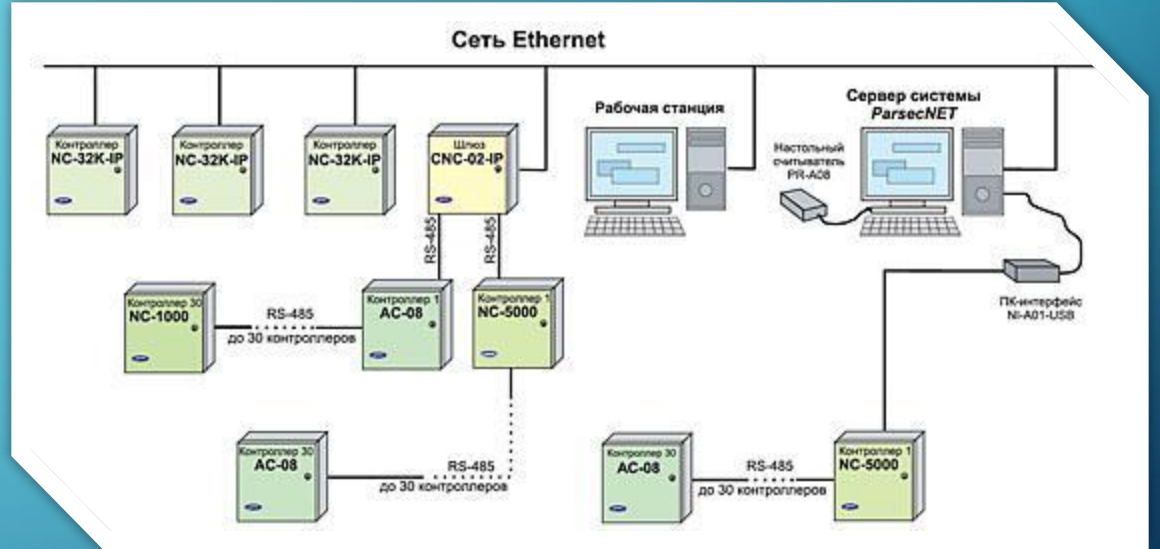 Сеть Ethernet
Рабочая станция
Сервер системы
ParsecNET
Контроллер
NC-32K-IP
Контроллер
NC-32K-IP
Контроллер
NC-32K-IP
Шлюз
CNC-02-IP
Настольный
считыватель
PR-A08
RS-485
RS-485
ПК-интерфейс
NI-A01-USB
Контроллер 30
NC-1000
RS-485
до 30 контроллеров
Контроллер 1
AC-08
Контроллер 1
NC-5000
Контроллер 30
AC-08
RS-485
до 30 контроллеров
Контроллер 30
AC-08
RS-485
до 30 контроллеров
Контроллер 1
NC-5000